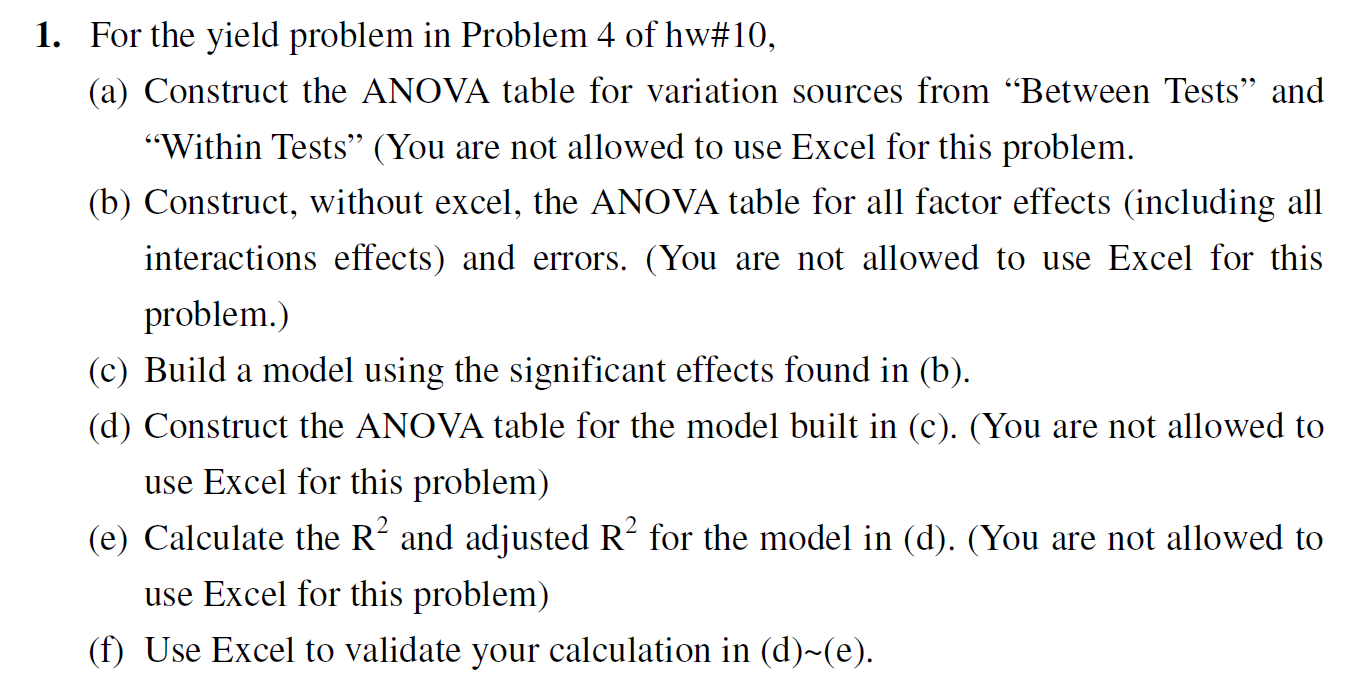 1. For the yield problem in Problem 4 of hw#10,
(a) Construct the ANOVA table for variation sources from “Between Tests” and
“Within Tests” (You are not allowed to use Excel for this problem.
(b) Construct, without excel, the ANOVA table for all factor effects (including all
interactions effects) and errors. (You are not allowed to use Excel for this
problem.)
(c) Build a model using the significant effects found in (b).
(d) Construct the ANOVA table for the model built in (c). (You are not allowed to
use Excel for this problem)
(e) Calculate the R² and adjusted R² for the model in (d). (You are not allowed to
use Excel for this problem)
(f) Use Excel to validate your calculation in (d)~(e).